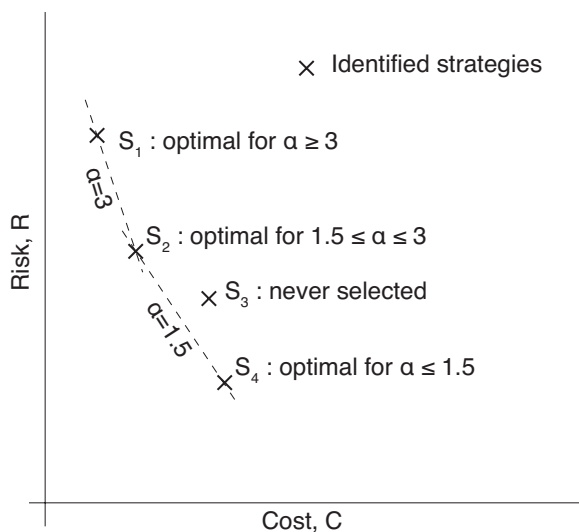 Identified strategies
S₁ : optimal for α ≥ 3
α=3
S₂ : optimal for 1.5 ≤ α ≤ 3
Risk, R
S₃ : never selected
α=1.5
S₄ : optimal for α ≤ 1.5
Cost, C